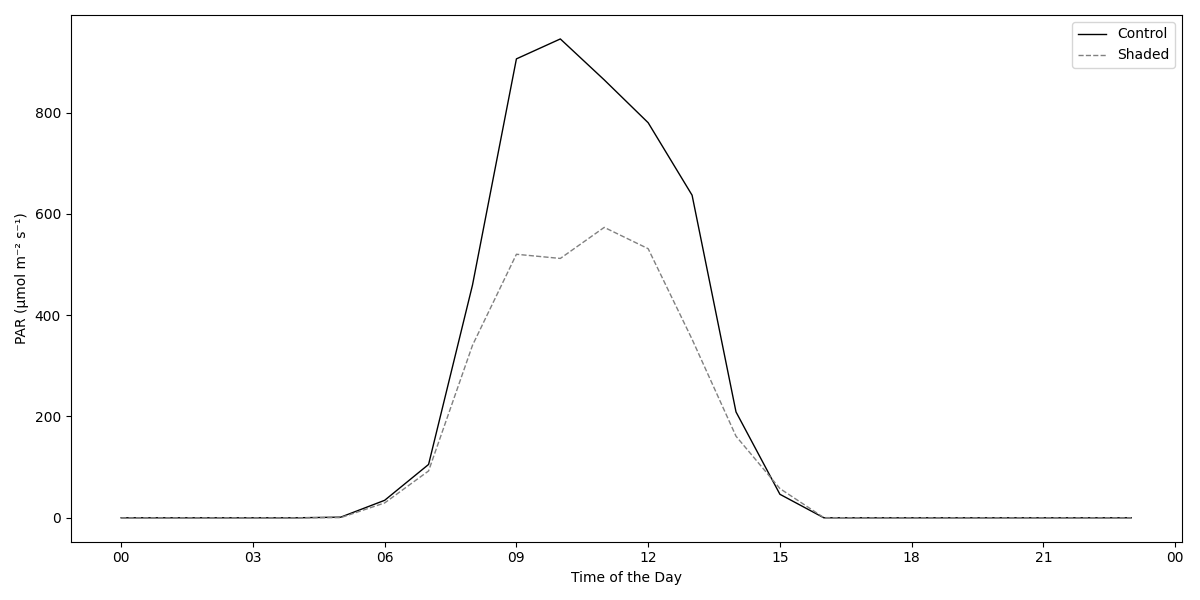 Control
Shaded
800
600
400
200
0
PAR (μmol m⁻² s⁻¹)
00 03 06 09 12 15 18 21 00
Time of the Day